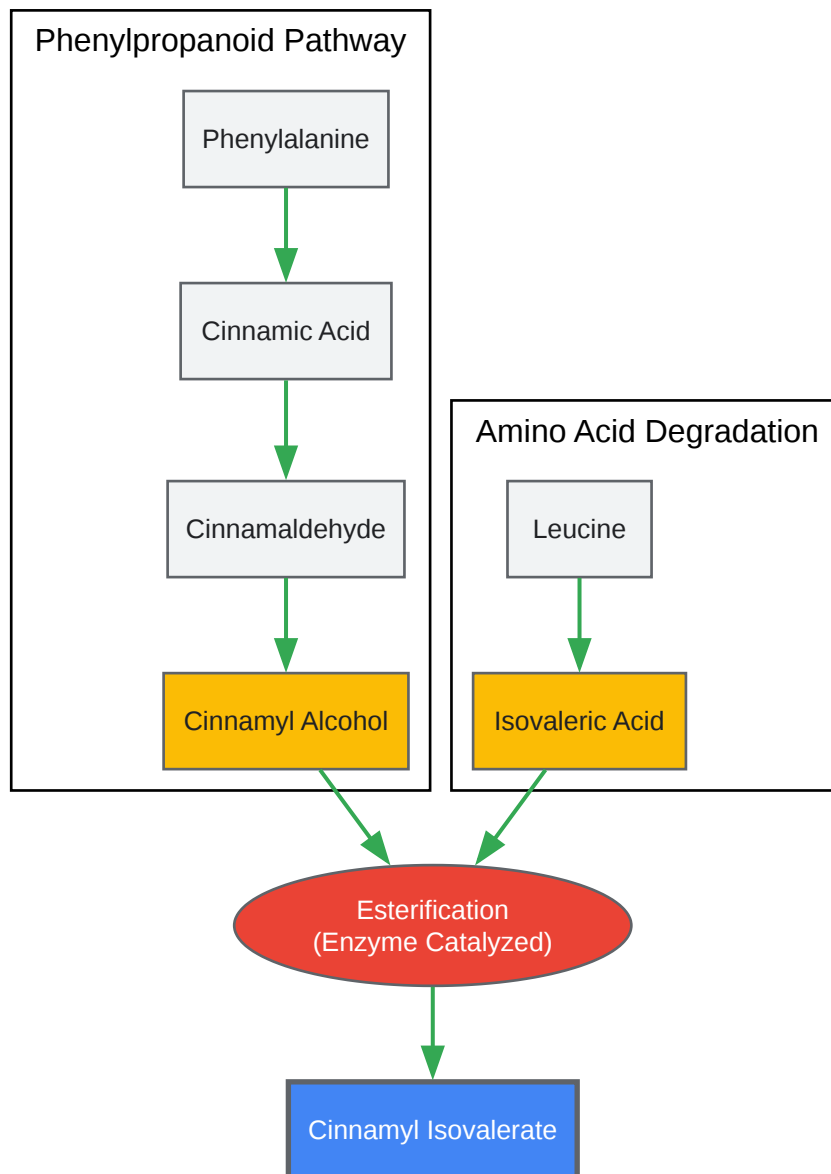 Phenylpropanoid Pathway
Phenylalanine
Cinnamic Acid
Cinnamaldehyde
Cinnamyl Alcohol
Amino Acid Degradation
Leucine
Isovaleric Acid
Esterification
(Enzyme Catalyzed)
Cinnamyl Isovalerate